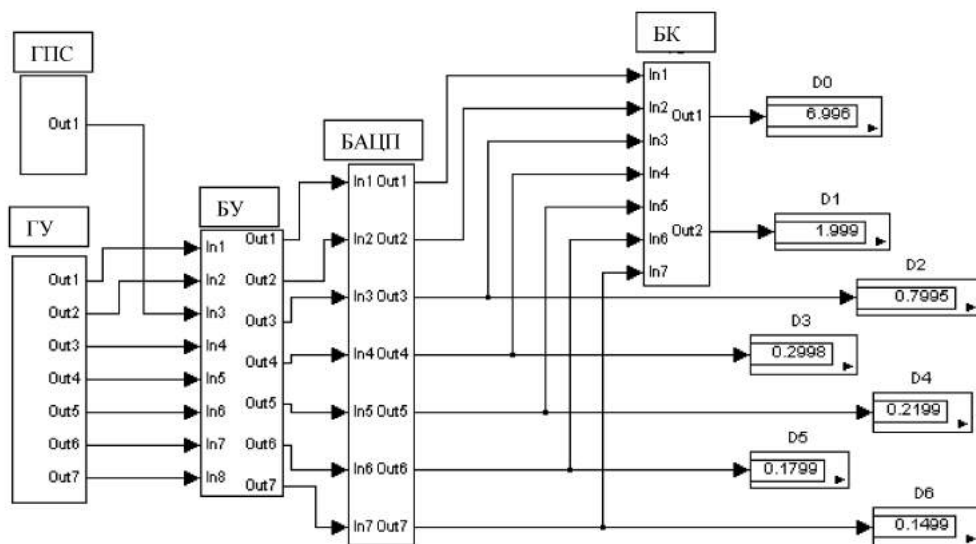 ГПС
Out1
ГУ
Out1
Out2
Out3
Out4
Out5
Out6
Out7
БУ
In1
In2
In3
In4
In5
In6
In7
In8
Out1
Out2
Out3
Out4
Out5
Out6
Out7
БАЦП
In1 Out1
In2 Out2
In3 Out3
In4 Out4
In5 Out5
In6 Out6
In7 Out7
БК
In1
In2
In3
In4
In5
In6
In7
Out1
Out2
D0
6.996
D1
1.999
D2
0.7995
D3
0.2998
D4
0.2199
D5
0.1799
D6
0.1499